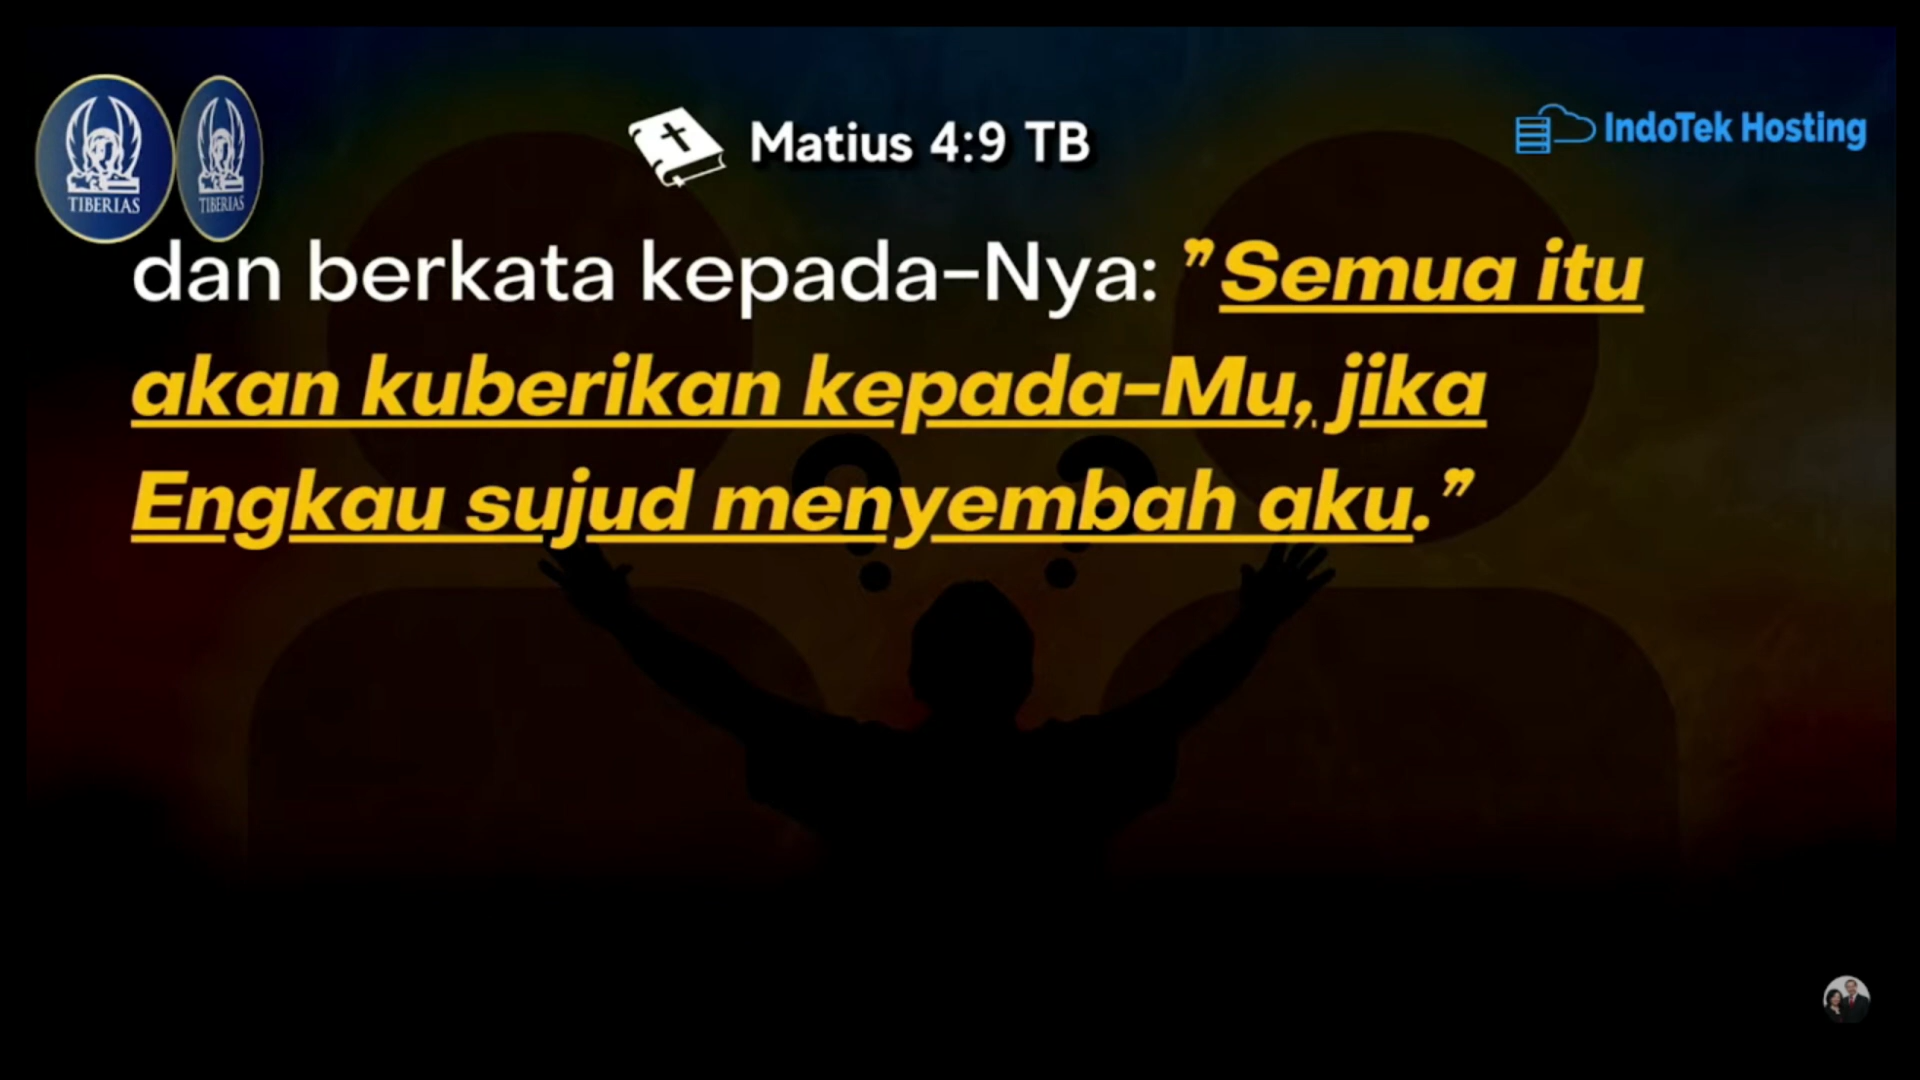 TIBERIAS
TIBERIAS
Matius 4:9 TB
IndoTek Hosting
dan berkata kepada-Nya: "Semua itu
akan kuberikan kepada-Mu, jika
Engkau sujud menyembah aku."